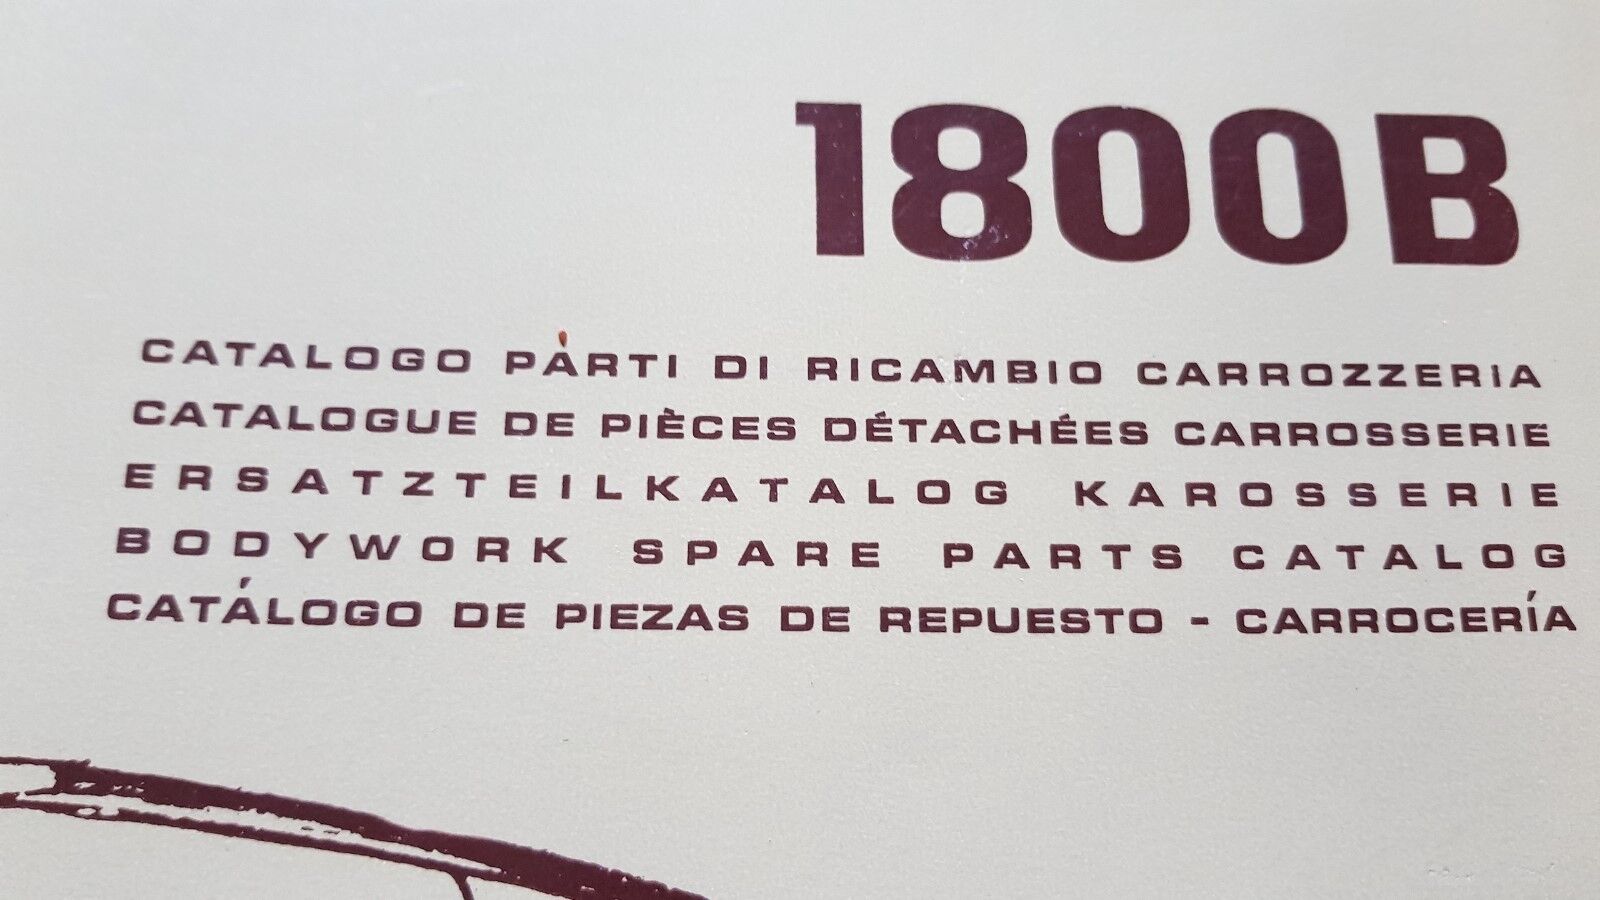 1800B
CATALOGO PARTI DI RICAMBIO CARROZZERIA
CATALOGUE DE PIÈCES DÉTACHÉES CARROSSERIE
ERSATZTEILKATALOG KAROSSERIE
BODYWORK SPARE PARTS CATALOG
CATÁLOGO DE PIEZAS DE REPUESTO - CARROCERÍA